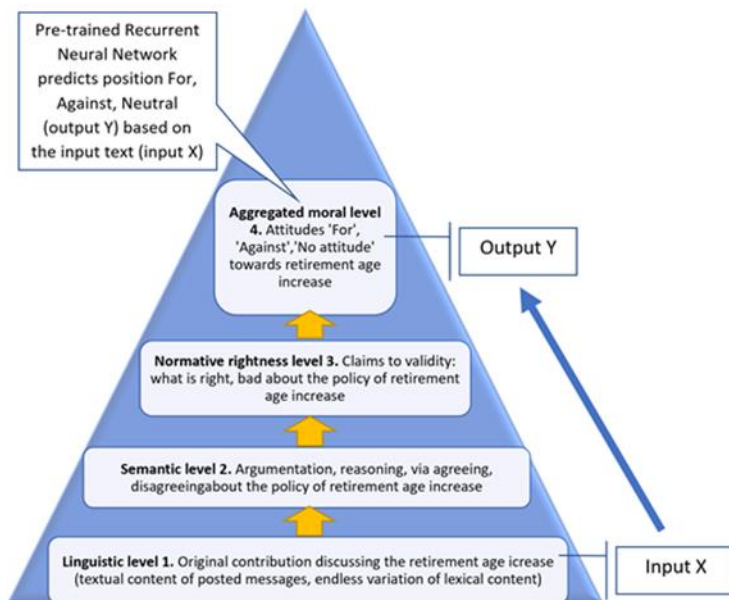 Pre-trained Recurrent
Neural Network
predicts position For,
Against, Neutral
(output Y) based on
the input text (input X)
Aggregated moral level
4. Attitudes 'For',
'Against','No attitude'
towards retirement age
increase
Output Y
Normative rightness level 3. Claims to validity:
what is right, bad about the policy of retirement
age increase
Semantic level 2. Argumentation, reasoning, via agreeing,
disagreeingabout the policy of retirement age increase
Linguistic level 1. Original contribution discussing the retirement age icrease
(textual content of posted messages, endless variation of lexical content)
Input X